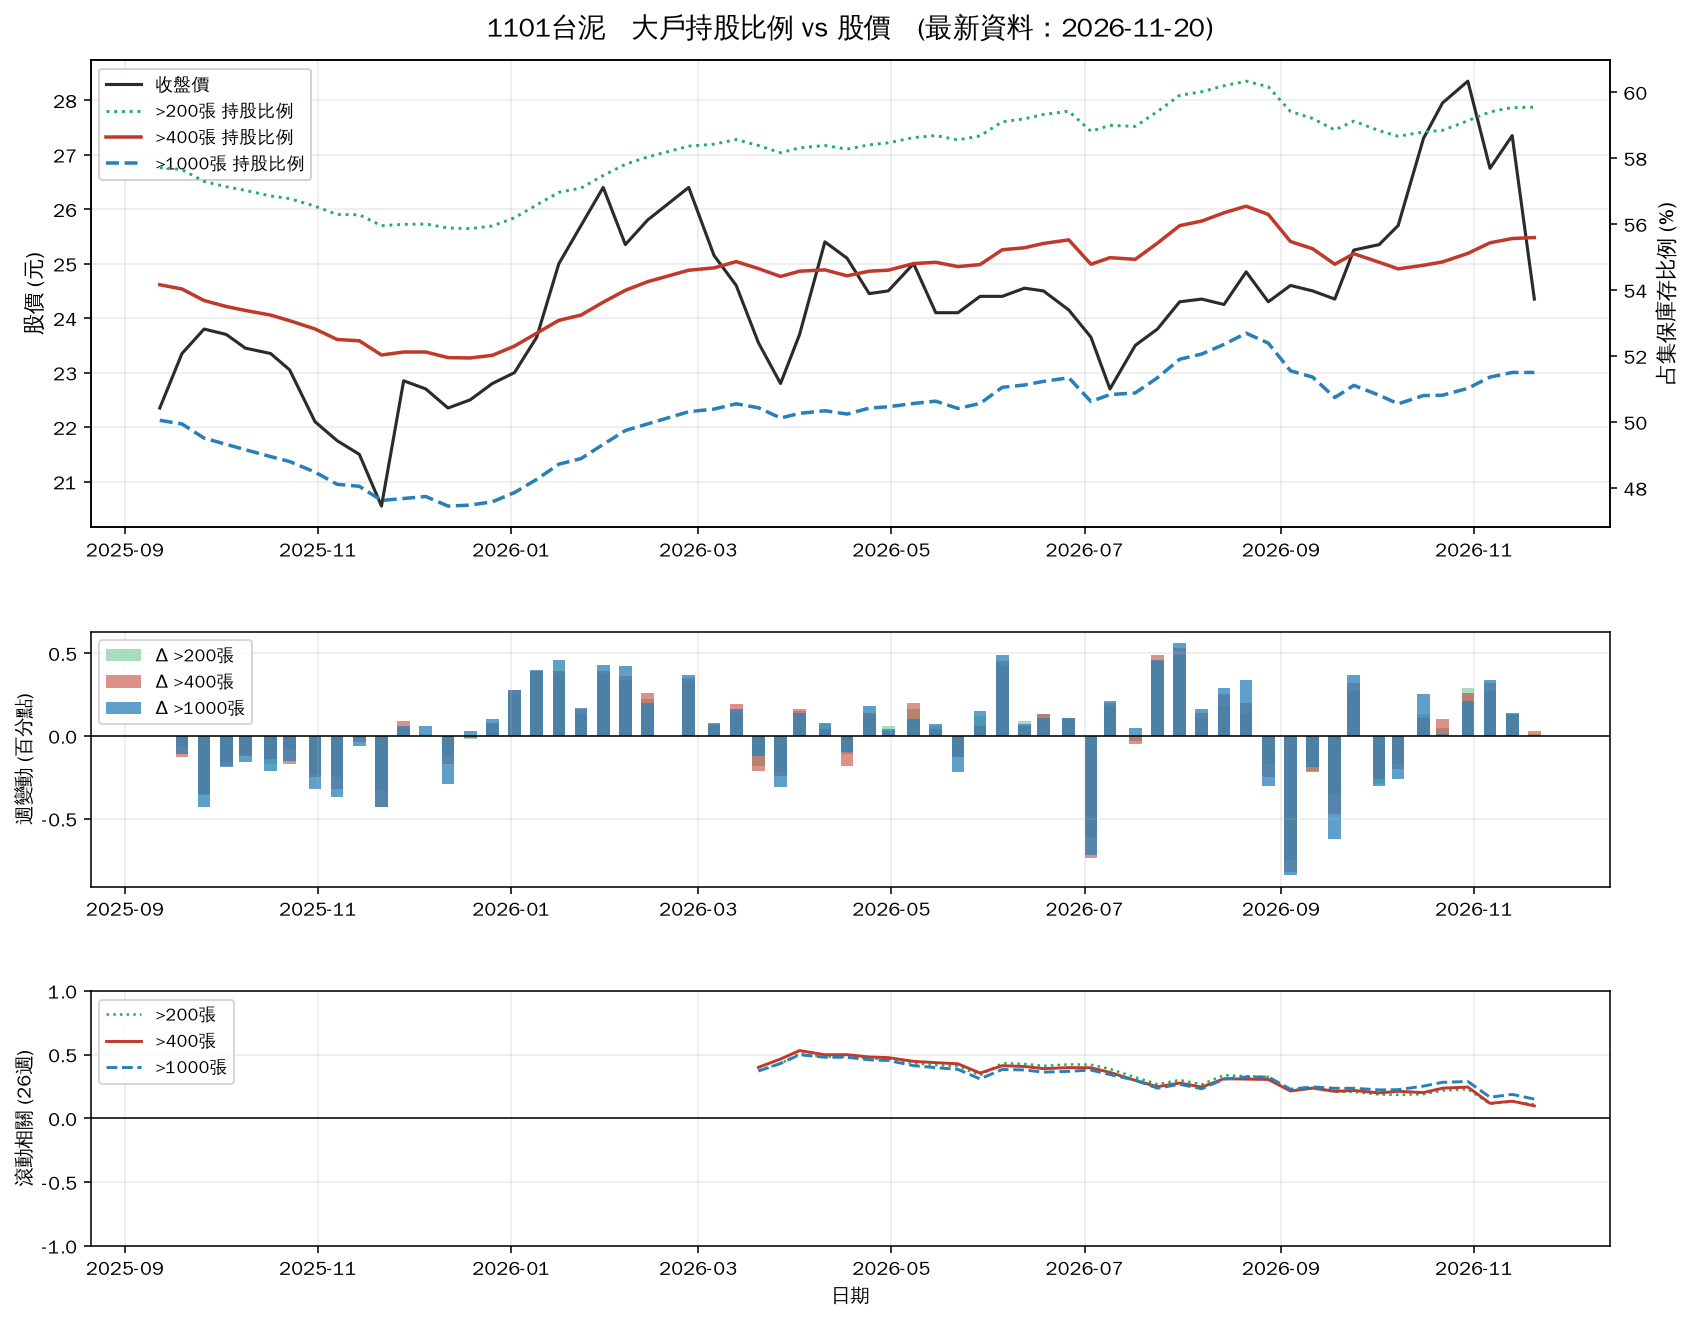 1101台泥　大戶持股比例 vs 股價　(最新資料：2026-11-20)
收盤價
>200張 持股比例
>400張 持股比例
>1000張 持股比例
股價 (元)
28
27
26
25
24
23
22
21
占集保庫存比例 (%)
60
58
56
54
52
50
48
2025-09 2025-11 2026-01 2026-03 2026-05 2026-07 2026-09 2026-11
Δ >200張
Δ >400張
Δ >1000張
週變動 (百分點)
0.5
0.0
-0.5
2025-09 2025-11 2026-01 2026-03 2026-05 2026-07 2026-09 2026-11
>200張
>400張
>1000張
滾動相關 (26週)
1.0
0.5
0.0
-0.5
-1.0
2025-09 2025-11 2026-01 2026-03 2026-05 2026-07 2026-09 2026-11
日期